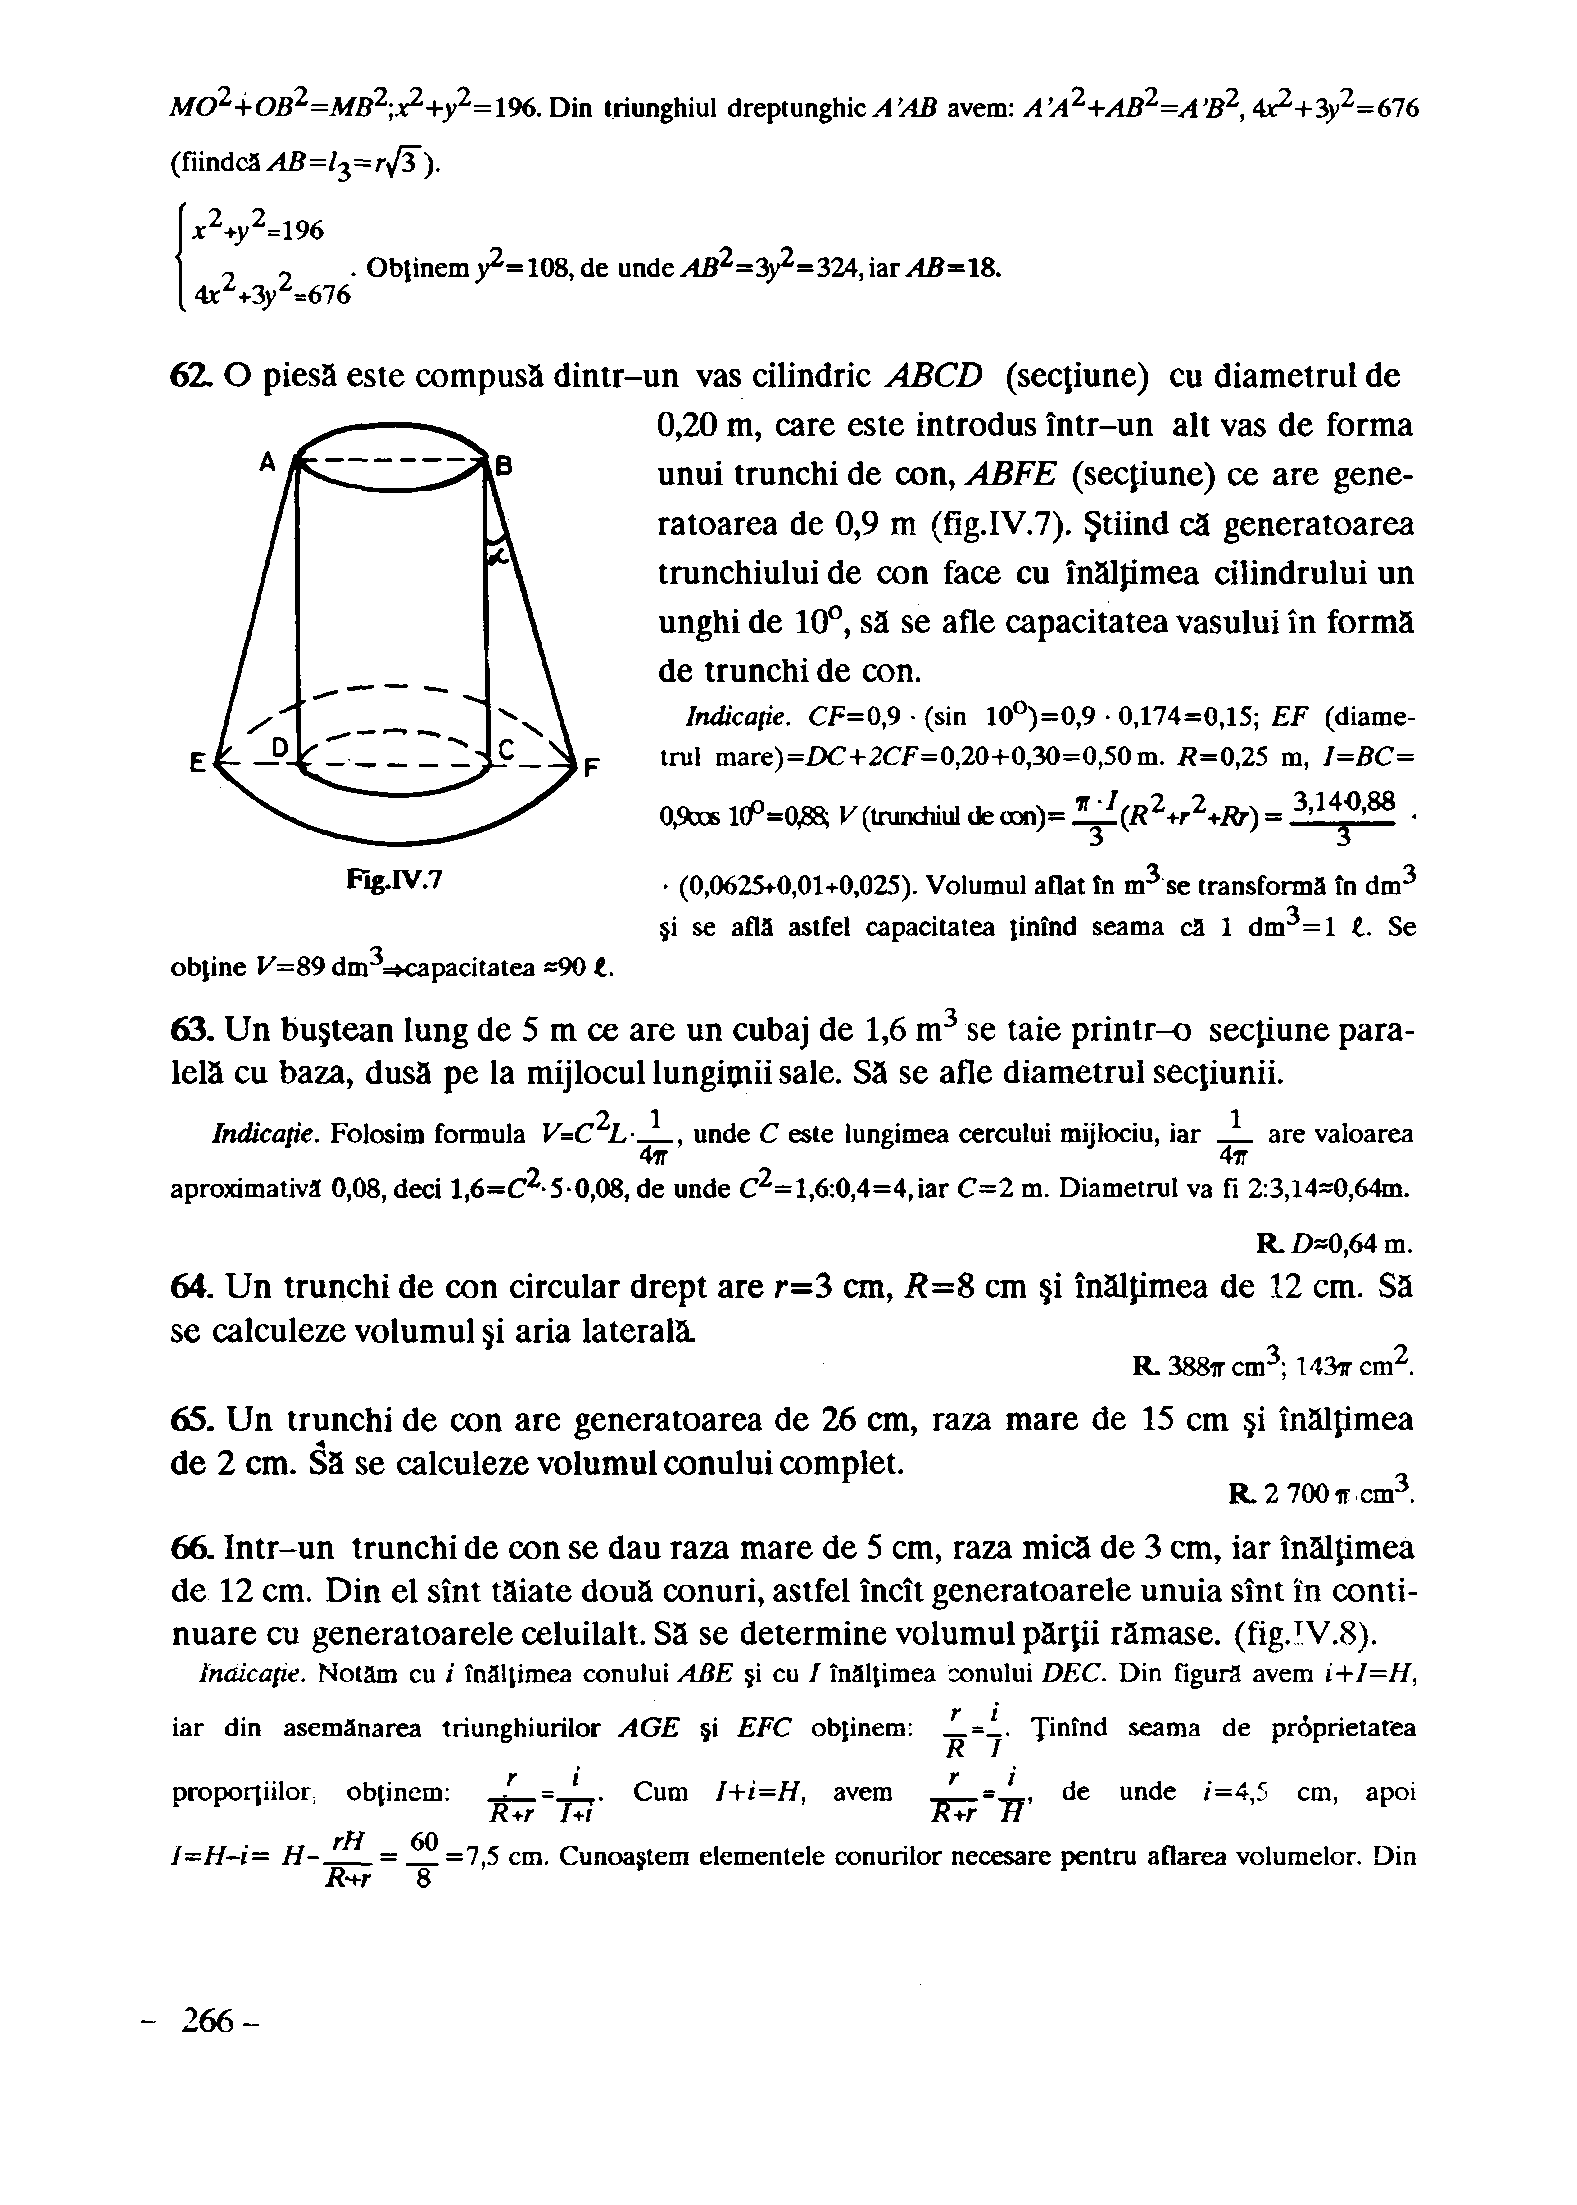 MO²+OB²=MB²;x²+y²=196. Din triunghiul dreptunghic A'AB avem: A'A²+AB²=A'B², 4x²+3y²=676
(fiindcă AB=l₃=r√3).
x²+y²=196
4x²+3y²=676 . Obţinem y²=108, de unde AB²=3y²=324, iar AB=18.
62. O piesă este compusă dintr-un vas cilindric ABCD (secţiune) cu diametrul de
0,20 m, care este introdus într-un alt vas de forma
unui trunchi de con, ABFE (secţiune) ce are gene-
ratoarea de 0,9 m (fig.IV.7). Ştiind că generatoarea
trunchiului de con face cu înălţimea cilindrului un
unghi de 10⁰, să se afle capacitatea vasului în formă
de trunchi de con.
A B
α
E D C F
Fig.IV.7
Indicaţie. CF=0,9 · (sin 10⁰)=0,9 · 0,174=0,15; EF (diame-
trul mare)=DC+2CF=0,20+0,30=0,50 m. R=0,25 m, I=BC=
0,9cos 10⁰=0,88; V (trunchiul de con)= π·I/3 (R²+r²+Rr) = 3,14·0,88/3 ·
· (0,0625+0,01+0,025). Volumul aflat în m³ se transformă în dm³
şi se află astfel capacitatea ţinînd seama că 1 dm³=1 ℓ. Se
obţine V=89 dm³⇒capacitatea ≈90 ℓ.
63. Un buştean lung de 5 m ce are un cubaj de 1,6 m³ se taie printr-o secţiune para-
lelă cu baza, dusă pe la mijlocul lungimii sale. Să se afle diametrul secţiunii.
Indicaţie. Folosim formula V=C²L·1/4π, unde C este lungimea cercului mijlociu, iar 1/4π are valoarea
aproximativă 0,08, deci 1,6=C²·5·0,08, de unde C²=1,6:0,4=4, iar C=2 m. Diametrul va fi 2:3,14≈0,64m.
R. D≈0,64 m.
64. Un trunchi de con circular drept are r=3 cm, R=8 cm şi înălţimea de 12 cm. Să
se calculeze volumul şi aria laterală.
R. 388π cm³; 143π cm².
65. Un trunchi de con are generatoarea de 26 cm, raza mare de 15 cm şi înălţimea
de 2 cm. Să se calculeze volumul conului complet.
R. 2 700 π cm³.
66. Intr-un trunchi de con se dau raza mare de 5 cm, raza mică de 3 cm, iar înălţimea
de 12 cm. Din el sînt tăiate două conuri, astfel încît generatoarele unuia sînt în conti-
nuare cu generatoarele celuilalt. Să se determine volumul părţii rămase. (fig.IV.8).
Indicaţie. Notăm cu i înălţimea conului ABE şi cu I înălţimea conului DEC. Din figură avem i+I=H,
iar din asemănarea triunghiurilor AGE şi EFC obţinem: r/R = i/I. Ţinînd seama de proprietatea
proporţiilor, obţinem: r/R+r = i/I+i. Cum I+i=H, avem r/R+r = i/H, de unde i=4,5 cm, apoi
I=H-i= H- rH/R+r = 60/8 =7,5 cm. Cunoaştem elementele conurilor necesare pentru aflarea volumelor. Din
- 266 -